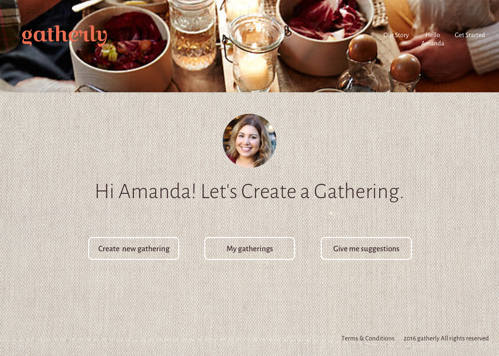 gatherly
Our Story
Hello
Amanda
Get Started
Hi Amanda! Let's Create a Gathering.
Create new gathering
My gatherings
Give me suggestions
Terms & Conditions
2016 gatherly All rights reserved